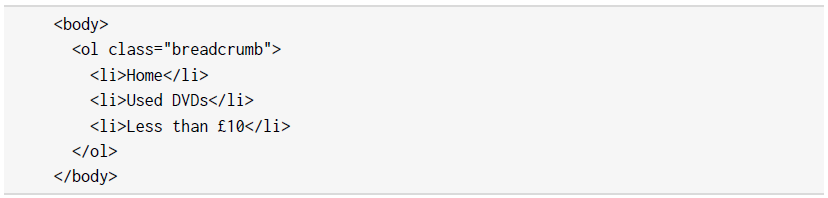 <body>
  <ol class="breadcrumb">
    <li>Home</li>
    <li>Used DVDs</li>
    <li>Less than £10</li>
  </ol>
</body>